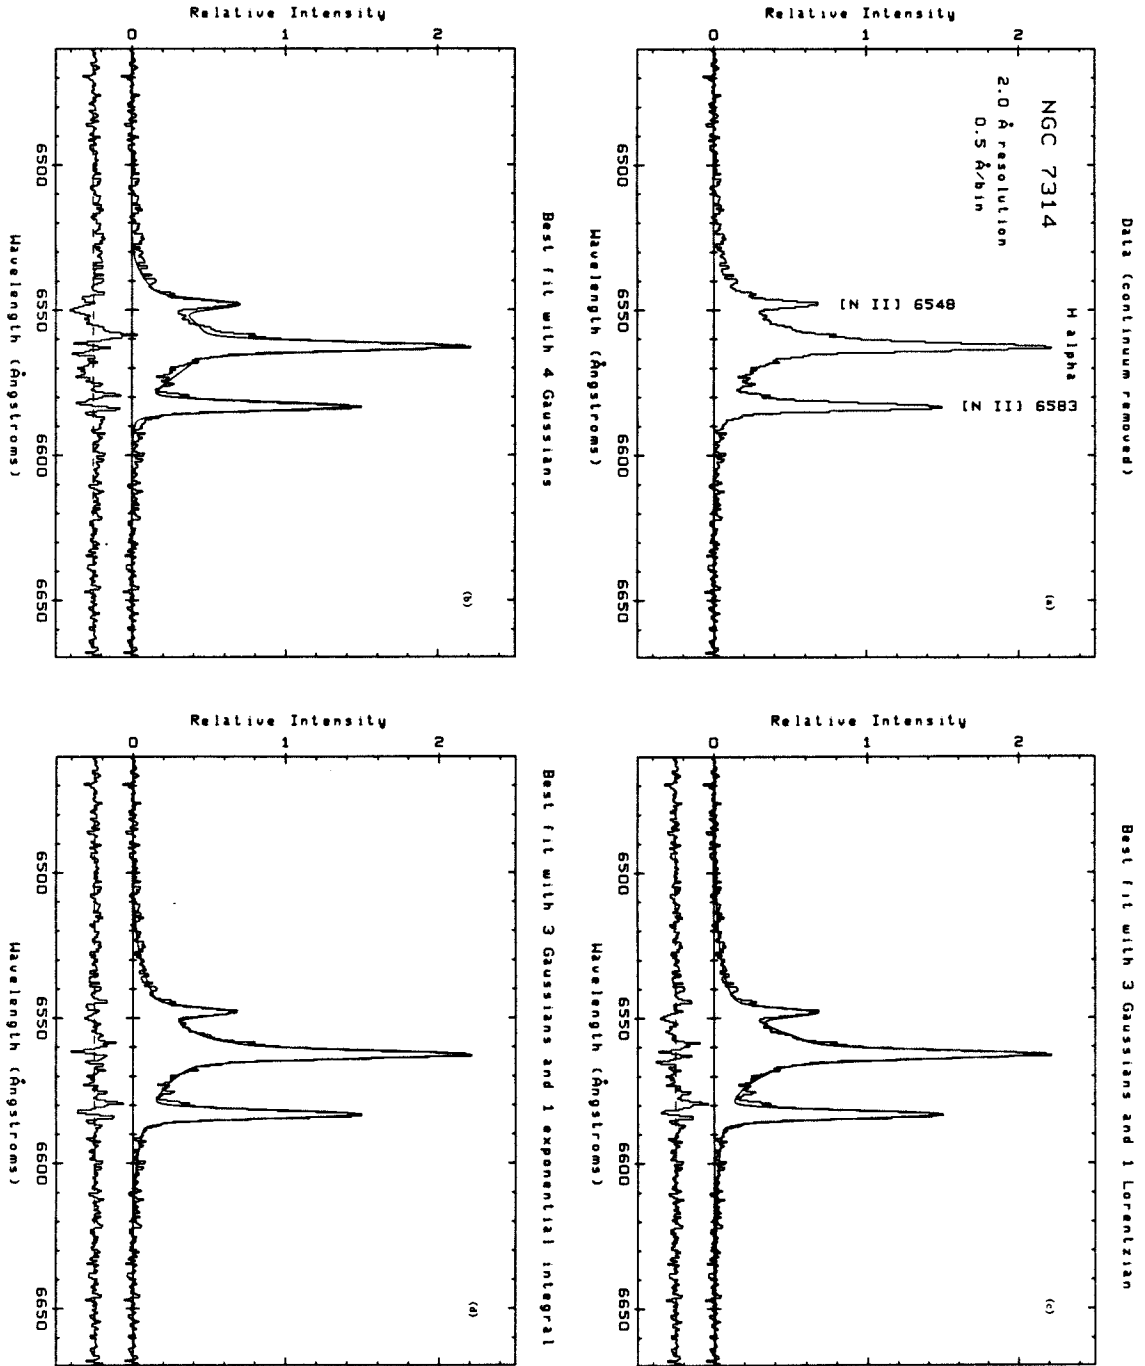 Data (continuum removed)
NGC 7314
2.0 Å resolution
0.5 Å/bin
H alpha
[N II] 6548
[N II] 6583
(a)
Relative Intensity
0 1 2
6500 6550 6600 6650
Wavelength (Ångstroms)
Best fit with 4 Gaussians
(b)
Relative Intensity
0 1 2
6500 6550 6600 6650
Wavelength (Ångstroms)
Best fit with 3 Gaussians and 1 Lorentzian
(c)
Relative Intensity
0 1 2
6500 6550 6600 6650
Wavelength (Ångstroms)
Best fit with 3 Gaussians and 1 exponential integral
(d)
Relative Intensity
0 1 2
6500 6550 6600 6650
Wavelength (Ångstroms)